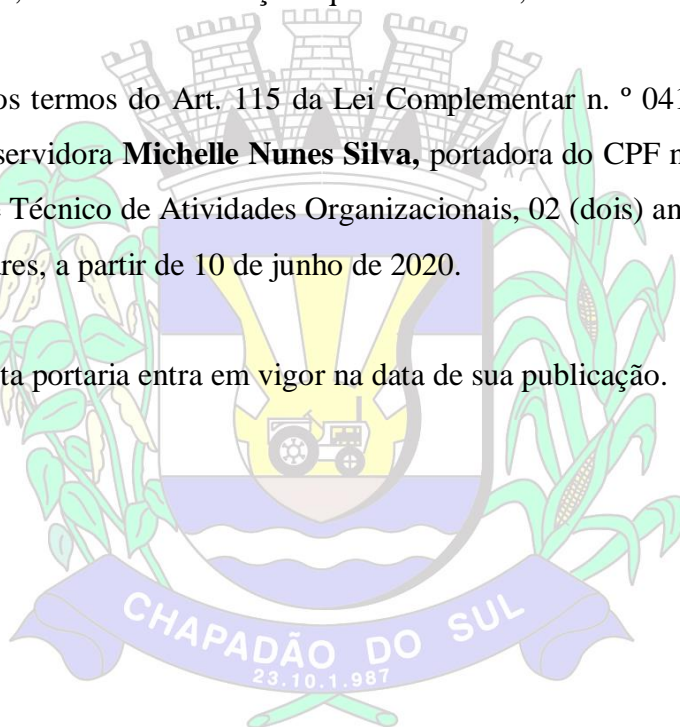 os termos do Art. 115 da Lei Complementar n. º 041
servidora Michelle Nunes Silva, portadora do CPF n
e Técnico de Atividades Organizacionais, 02 (dois) an
ares, a partir de 10 de junho de 2020.
ta portaria entra em vigor na data de sua publicação.
CHAPADÃO DO SUL
23.10.1.987